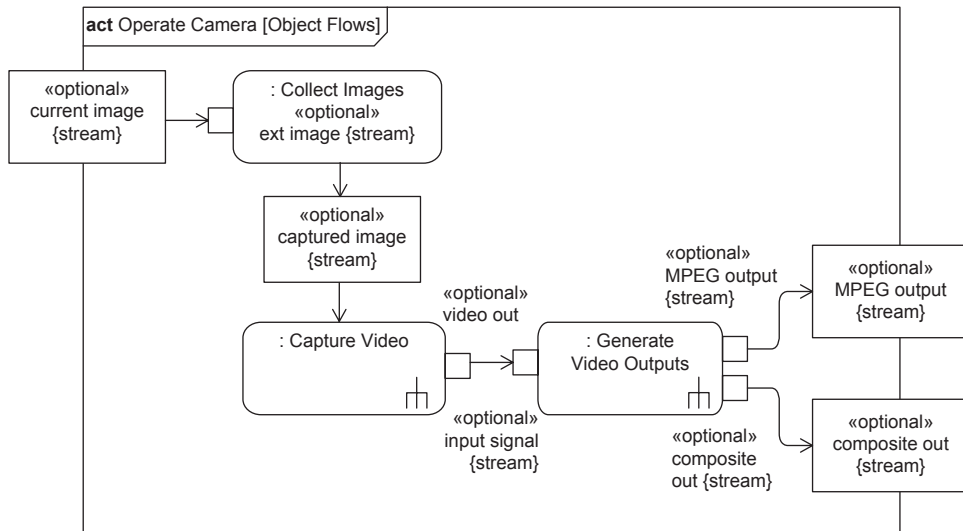 act Operate Camera [Object Flows]
«optional»
current image
{stream}
: Collect Images
«optional»
ext image {stream}
«optional»
captured image
{stream}
: Capture Video
«optional»
video out
«optional»
input signal
{stream}
: Generate
Video Outputs
«optional»
MPEG output
{stream}
«optional»
MPEG output
{stream}
«optional»
composite
out {stream}
«optional»
composite out
{stream}